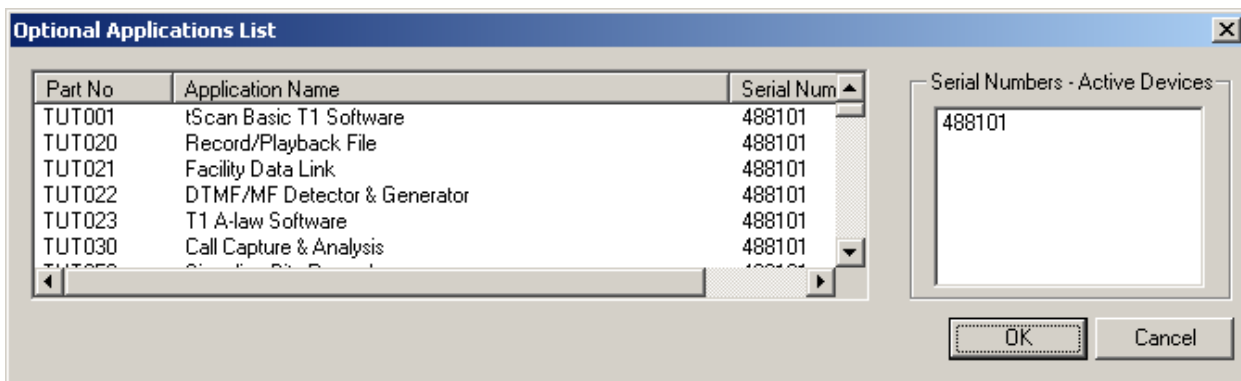 Optional Applications List
Part No Application Name Serial Num
TUT001 tScan Basic T1 Software 488101
TUT020 Record/Playback File 488101
TUT021 Facility Data Link 488101
TUT022 DTMF/MF Detector & Generator 488101
TUT023 T1 A-law Software 488101
TUT030 Call Capture & Analysis 488101
Serial Numbers - Active Devices
488101
OK Cancel